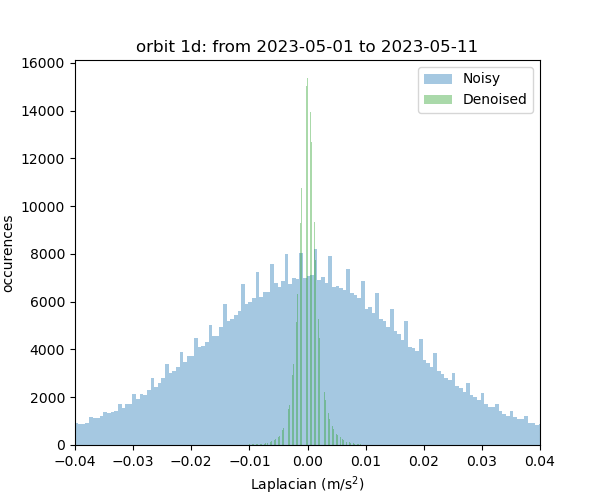 orbit 1d: from 2023-05-01 to 2023-05-11
Noisy
Denoised
occurences
16000
14000
12000
10000
8000
6000
4000
2000
0
−0.04 −0.03 −0.02 −0.01 0.00 0.01 0.02 0.03 0.04
Laplacian (m/s²)